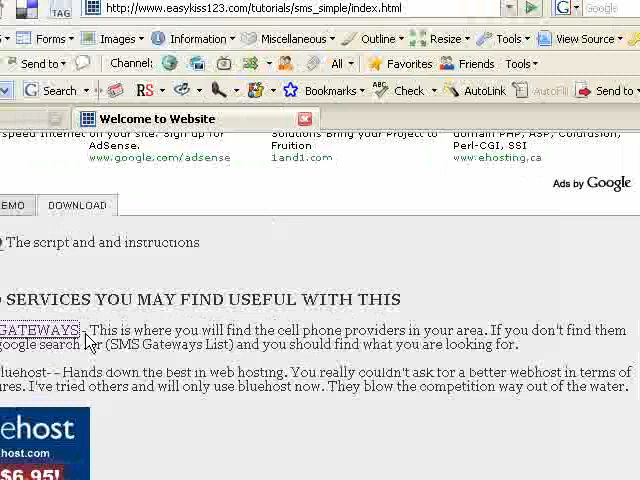 http://www.easykiss123.com/tutorials/sms_simple/index.html
Google
TAG
Forms Images Information Miscellaneous Outline Resize Tools View Source
Send to Channel: All Favorites Friends Tools
Search RS Bookmarks ABC Check AutoLink AutoFill Send to
Welcome to Website
speed Internet on your site. Sign up for Solutions Bring your Project to domain PHP, ASP, Coldfusion,
AdSense. Fruition Perl-CGI, SSI
www.google.com/adsense 1and1.com www.ehosting.ca
Ads by Google
EMO DOWNLOAD
The script and and instructions
SERVICES YOU MAY FIND USEFUL WITH THIS
GATEWAYS - This is where you will find the cell phone providers in your area. If you don't find them
google search for (SMS Gateways List) and you should find what you are looking for.
luehost- - Hands down the best in web hosting. You really couldn't ask for a better webhost in terms of
ures. I've tried others and will only use bluehost now. They blow the competition way out of the water.
ehost
host.com
$6.95!